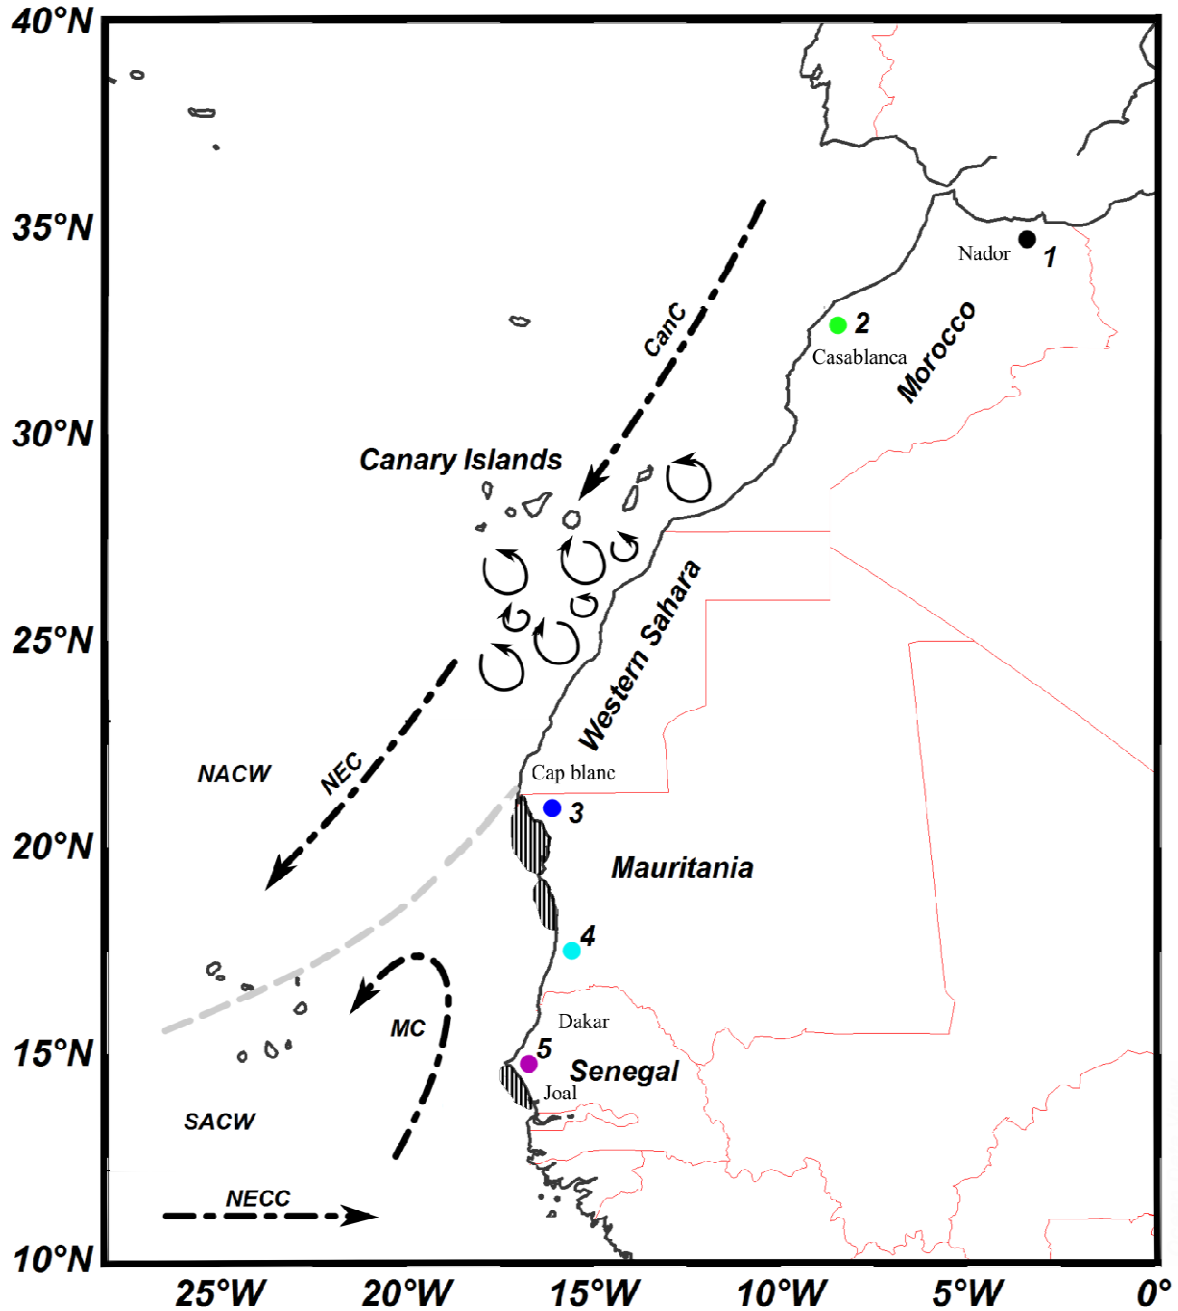 40°N
35°N
Nador
1
CanC
2
Casablanca
Morocco
30°N
Canary Islands
25°N
Western Sahara
NACW
NEC
Cap blanc
3
20°N
Mauritania
4
MC
Dakar
15°N
5
Senegal
Joal
SACW
NECC
10°N
25°W 20°W 15°W 10°W 5°W 0°